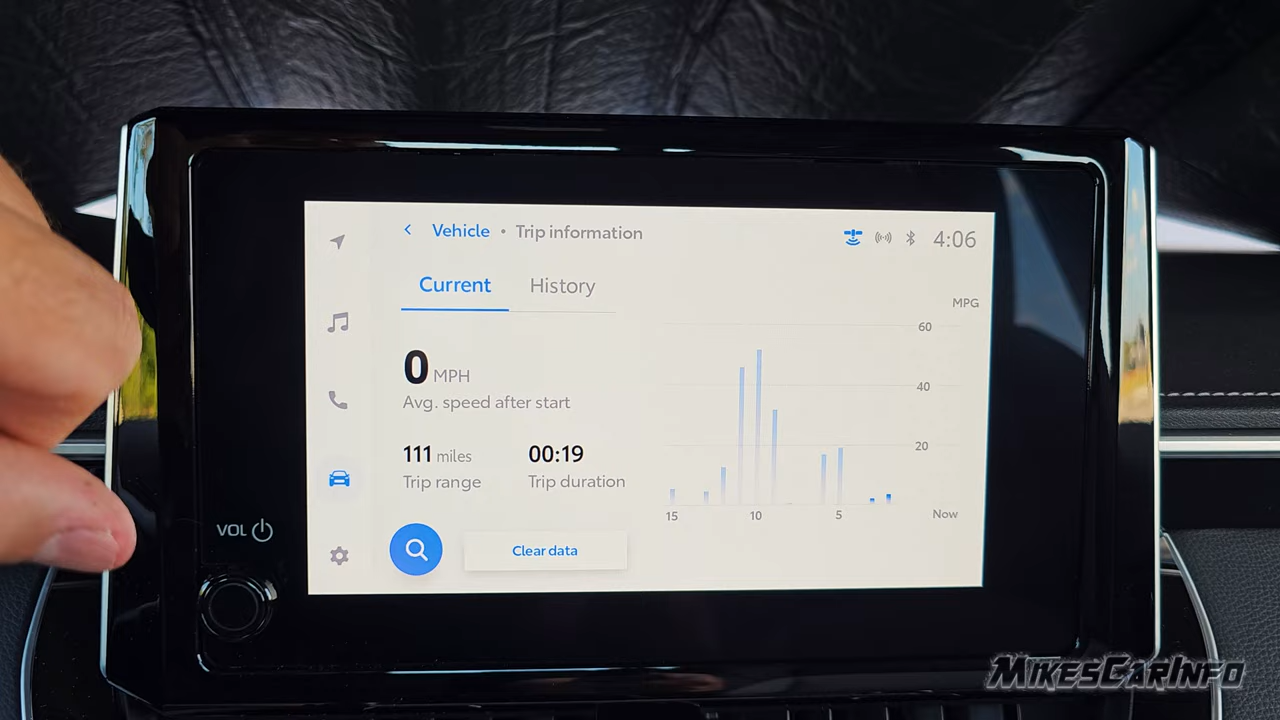 Vehicle • Trip information
4:06
Current
History
MPG
60
40
20
0 MPH
Avg. speed after start
111 miles
Trip range
00:19
Trip duration
15
10
5
Now
Clear data
VOL
MIKESCARINFO